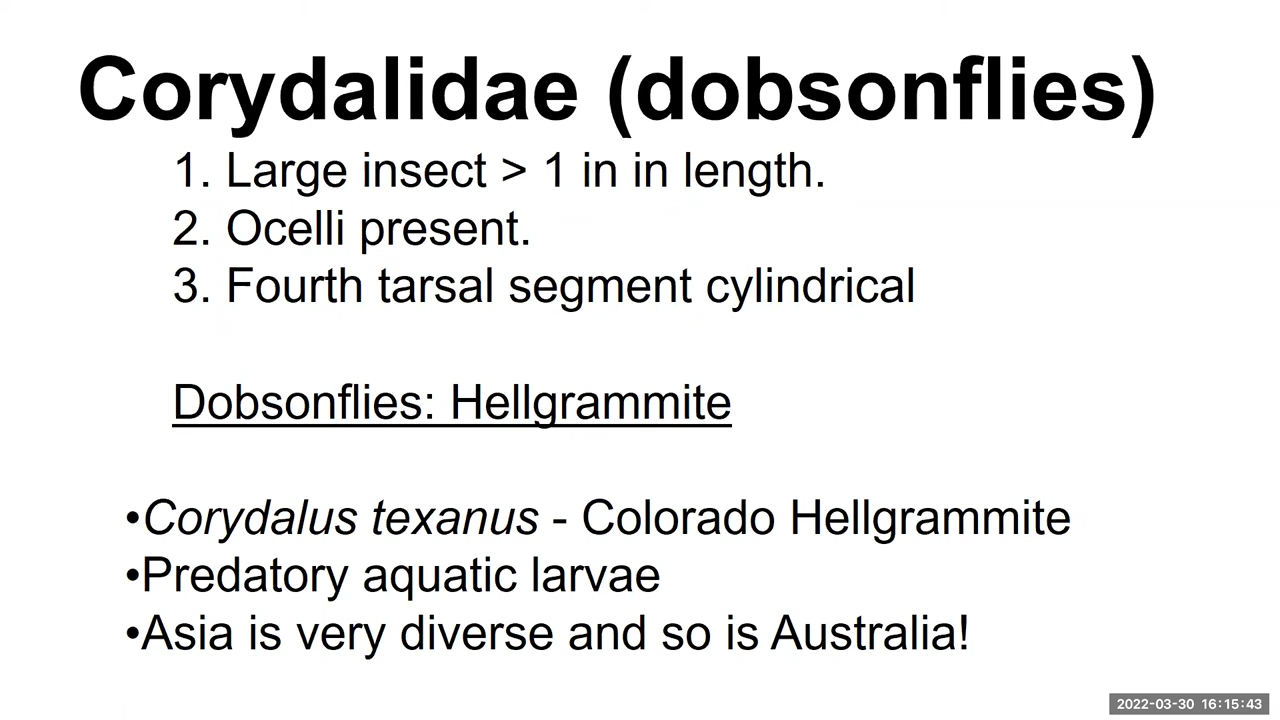 Corydalidae (dobsonflies)
1. Large insect > 1 in in length.
2. Ocelli present.
3. Fourth tarsal segment cylindrical
Dobsonflies: Hellgrammite
•Corydalus texanus - Colorado Hellgrammite
•Predatory aquatic larvae
•Asia is very diverse and so is Australia!
2022-03-30 16:15:43